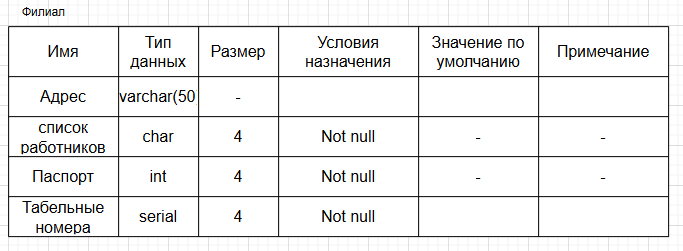 Филиал
Имя
Тип
данных
Размер
Условия
назначения
Значение по
умолчанию
Примечание
Адрес
varchar(50)
-
список
работников
char
4
Not null
-
-
Паспорт
int
4
Not null
-
-
Табельные
номера
serial
4
Not null